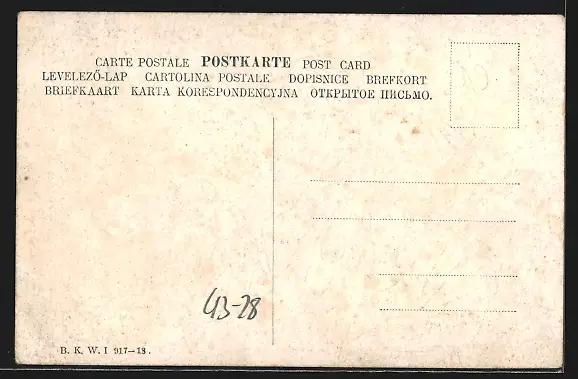 CARTE POSTALE POSTKARTE POST CARD
LEVELEZŐ-LAP CARTOLINA POSTALE DOPISNICE BREFKORT
BRIEFKAART KARTA KORESPONDENCYJNA ОТКРЫТОЕ ПИСЬМО.
43-28
B. K. W. I 917-13.